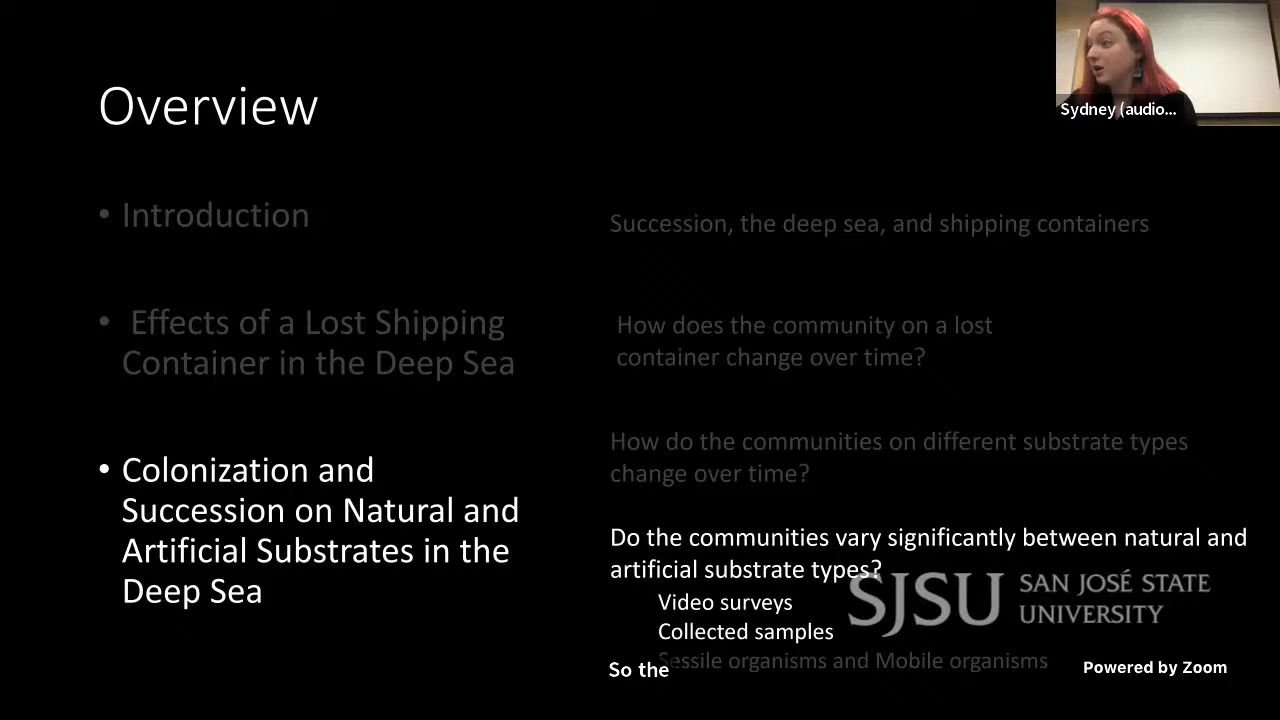 Overview
Sydney (audio...
• Introduction
Succession, the deep sea, and shipping containers
• Effects of a Lost Shipping
Container in the Deep Sea
How does the community on a lost
container change over time?
• Colonization and
Succession on Natural and
Artificial Substrates in the
Deep Sea
How do the communities on different substrate types
change over time?
Do the communities vary significantly between natural and
artificial substrate types?
Video surveys
Collected samples
Sessile organisms and Mobile organisms
SJSU SAN JOSÉ STATE
UNIVERSITY
So the
Powered by Zoom